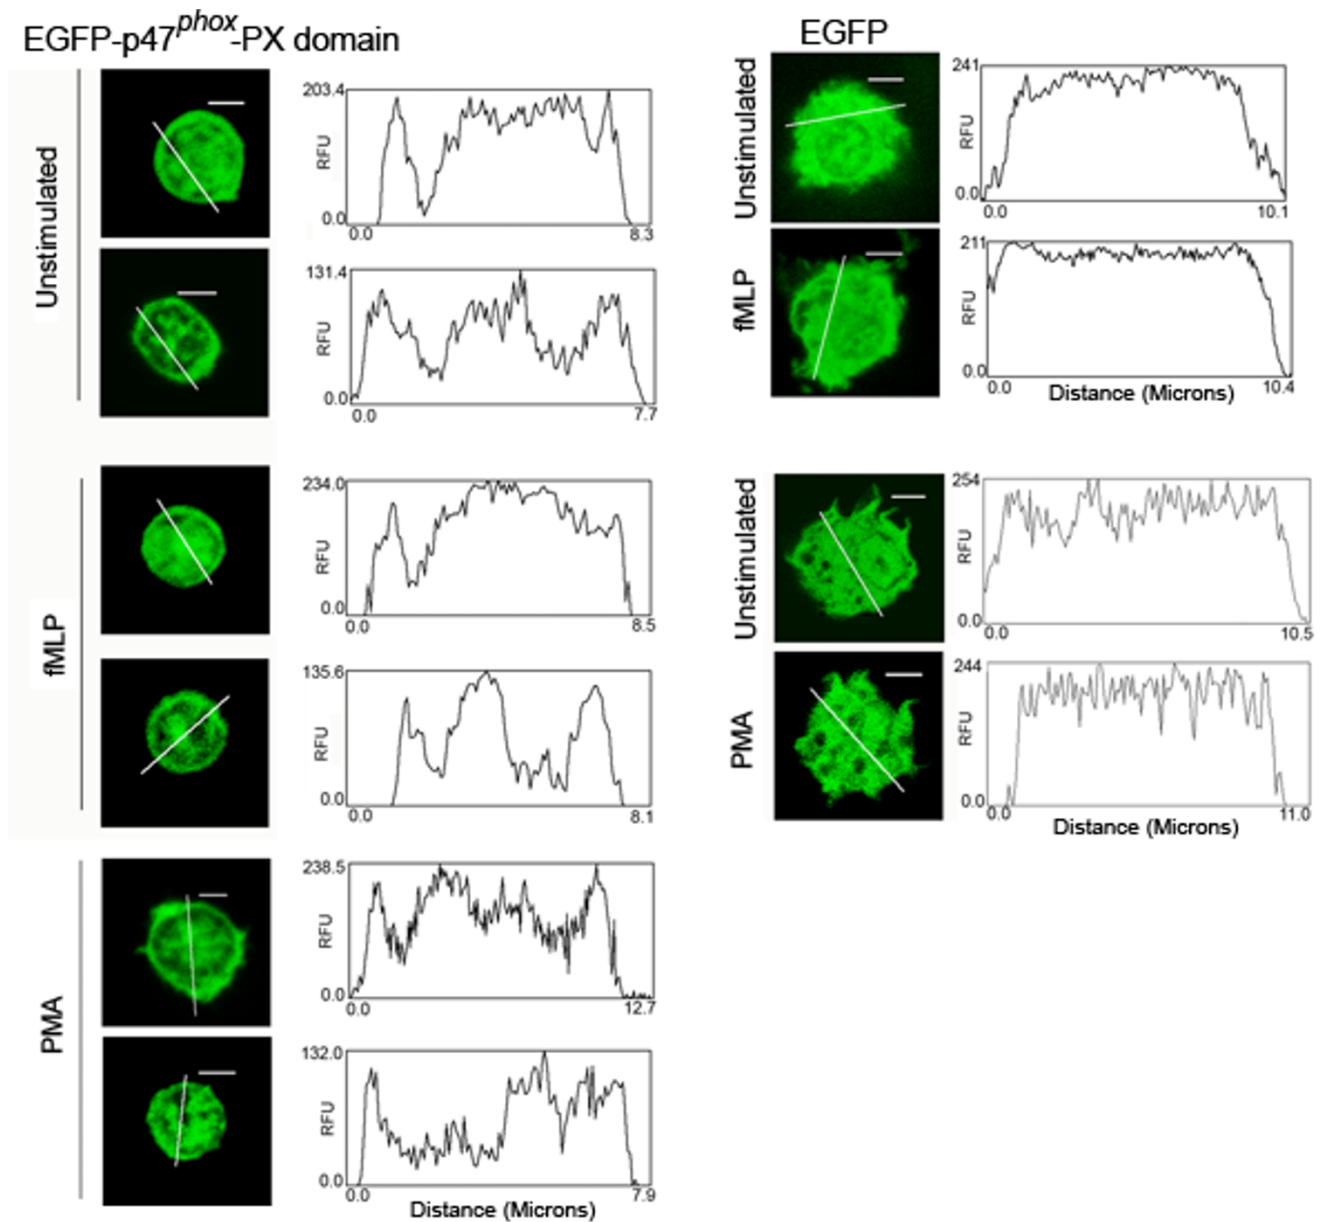 EGFP-p47phox-PX domain
Unstimulated
203.4
RFU
0.0
0.0
8.3
131.4
RFU
0.0
0.0
7.7
fMLP
234.0
RFU
0.0
0.0
8.5
135.6
RFU
0.0
0.0
8.1
PMA
238.5
RFU
0.0
0.0
12.7
132.0
RFU
0.0
0.0
7.9
Distance (Microns)
EGFP
Unstimulated
241
RFU
0.0
0.0
10.1
fMLP
211
RFU
0.0
0.0
10.4
Distance (Microns)
Unstimulated
254
RFU
0.0
0.0
10.5
PMA
244
RFU
0.0
0.0
11.0
Distance (Microns)